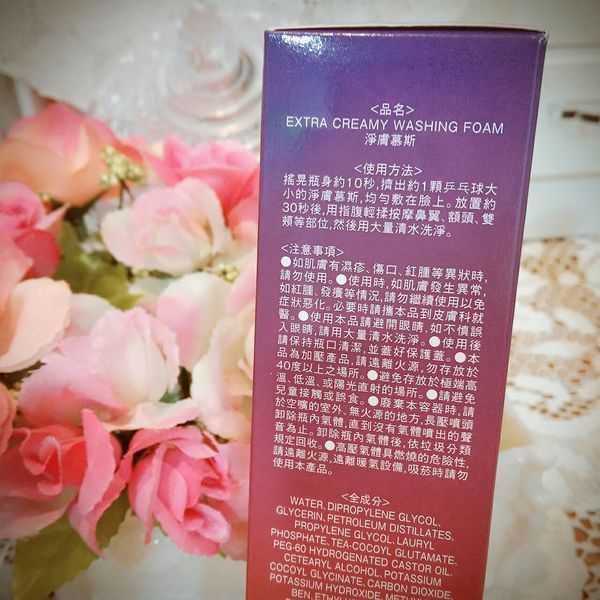 <品名>
EXTRA CREAMY WASHING FOAM
淨膚慕斯
<使用方法>
搖晃瓶身約10秒,擠出約1顆乒乓球大
小的淨膚慕斯,均勻敷在臉上。放置約
30秒後,用指腹輕揉按摩鼻翼、額頭、雙
頰等部位,然後用大量清水洗淨。
<注意事項>
●如肌膚有濕疹、傷口、紅腫等異狀時,
請勿使用。●使用時,如肌膚發生異常,
如紅腫、發癢等情況,請勿繼續使用以免
症狀惡化。必要時請攜本品到皮膚科就
醫。●使用本品請避開眼睛,如不慎誤
入眼睛,請用大量清水洗淨。●使用後
請保持瓶口清潔,並蓋好保護蓋。●本
品為加壓產品,請遠離火源,勿存放於
40度以上之場所。●避免存放於極端高
溫、低溫、或陽光直射的場所。●請避免
兒童接觸或誤食。●廢棄本容器時,請
於空曠的室外、無火源的地方,長壓噴頭
卸除瓶內氣體,直到沒有氣體噴出的聲
音為止。卸除瓶內氣體後,依垃圾分類
規定回收。●高壓氣體具燃燒的危險性,
請遠離火源,遠離暖氣設備,吸菸時請勿
使用本產品。
<全成分>
WATER, DIPROPYLENE GLYCOL,
GLYCERIN, PETROLEUM DISTILLATES,
PROPYLENE GLYCOL, LAURYL
PHOSPHATE, TEA-COCOYL GLUTAMATE,
PEG-60 HYDROGENATED CASTOR OIL,
CETEARYL ALCOHOL, POTASSIUM
COCOYL GLYCINATE, CARBON DIOXIDE,
POTASSIUM HYDROXIDE,